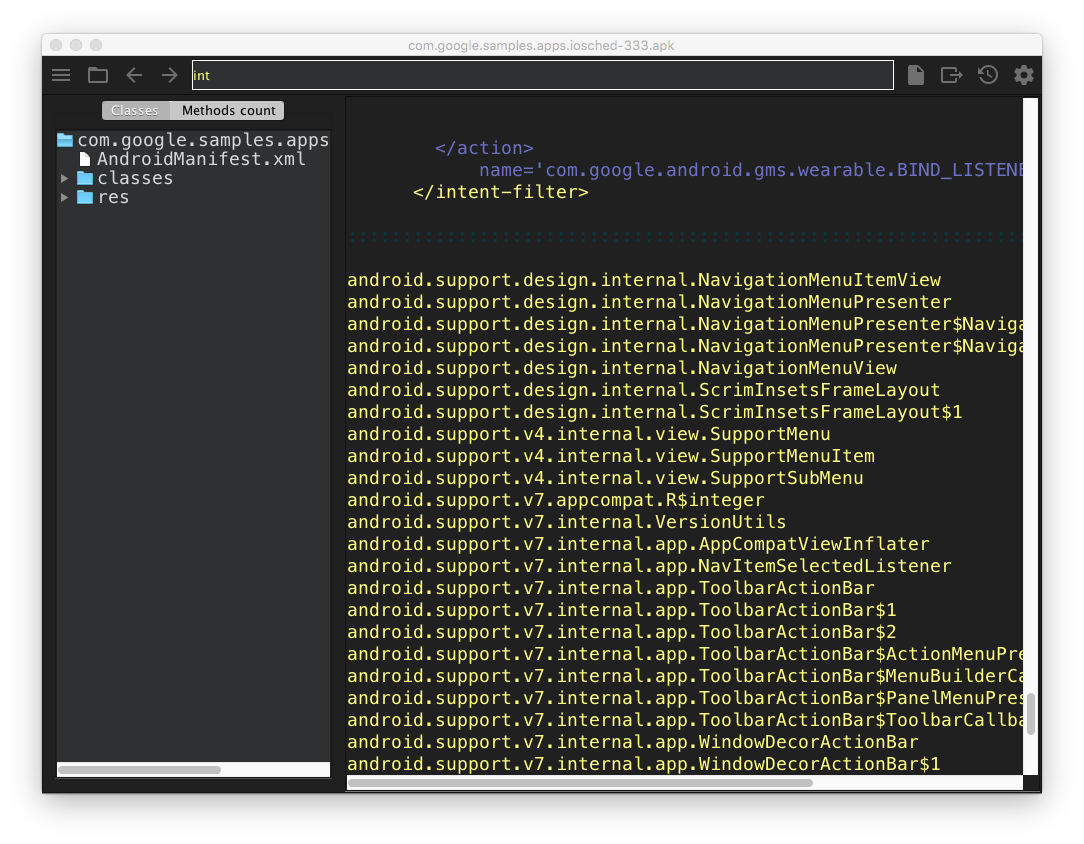 com.google.samples.apps.iosched-333.apk
int
Classes
Methods count
com.google.samples.apps
AndroidManifest.xml
classes
res
</action>
name='com.google.android.gms.wearable.BIND_LISTENE
</intent-filter>
::::::::::::::::::::::::::::::::::::::::::::::::::::::::::::::
android.support.design.internal.NavigationMenuItemView
android.support.design.internal.NavigationMenuPresenter
android.support.design.internal.NavigationMenuPresenter$Naviga
android.support.design.internal.NavigationMenuPresenter$Naviga
android.support.design.internal.NavigationMenuView
android.support.design.internal.ScrimInsetsFrameLayout
android.support.design.internal.ScrimInsetsFrameLayout$1
android.support.v4.internal.view.SupportMenu
android.support.v4.internal.view.SupportMenuItem
android.support.v4.internal.view.SupportSubMenu
android.support.v7.appcompat.R$integer
android.support.v7.internal.VersionUtils
android.support.v7.internal.app.AppCompatViewInflater
android.support.v7.internal.app.NavItemSelectedListener
android.support.v7.internal.app.ToolbarActionBar
android.support.v7.internal.app.ToolbarActionBar$1
android.support.v7.internal.app.ToolbarActionBar$2
android.support.v7.internal.app.ToolbarActionBar$ActionMenuPre
android.support.v7.internal.app.ToolbarActionBar$MenuBuilderCa
android.support.v7.internal.app.ToolbarActionBar$PanelMenuPres
android.support.v7.internal.app.ToolbarActionBar$ToolbarCallba
android.support.v7.internal.app.WindowDecorActionBar
android.support.v7.internal.app.WindowDecorActionBar$1